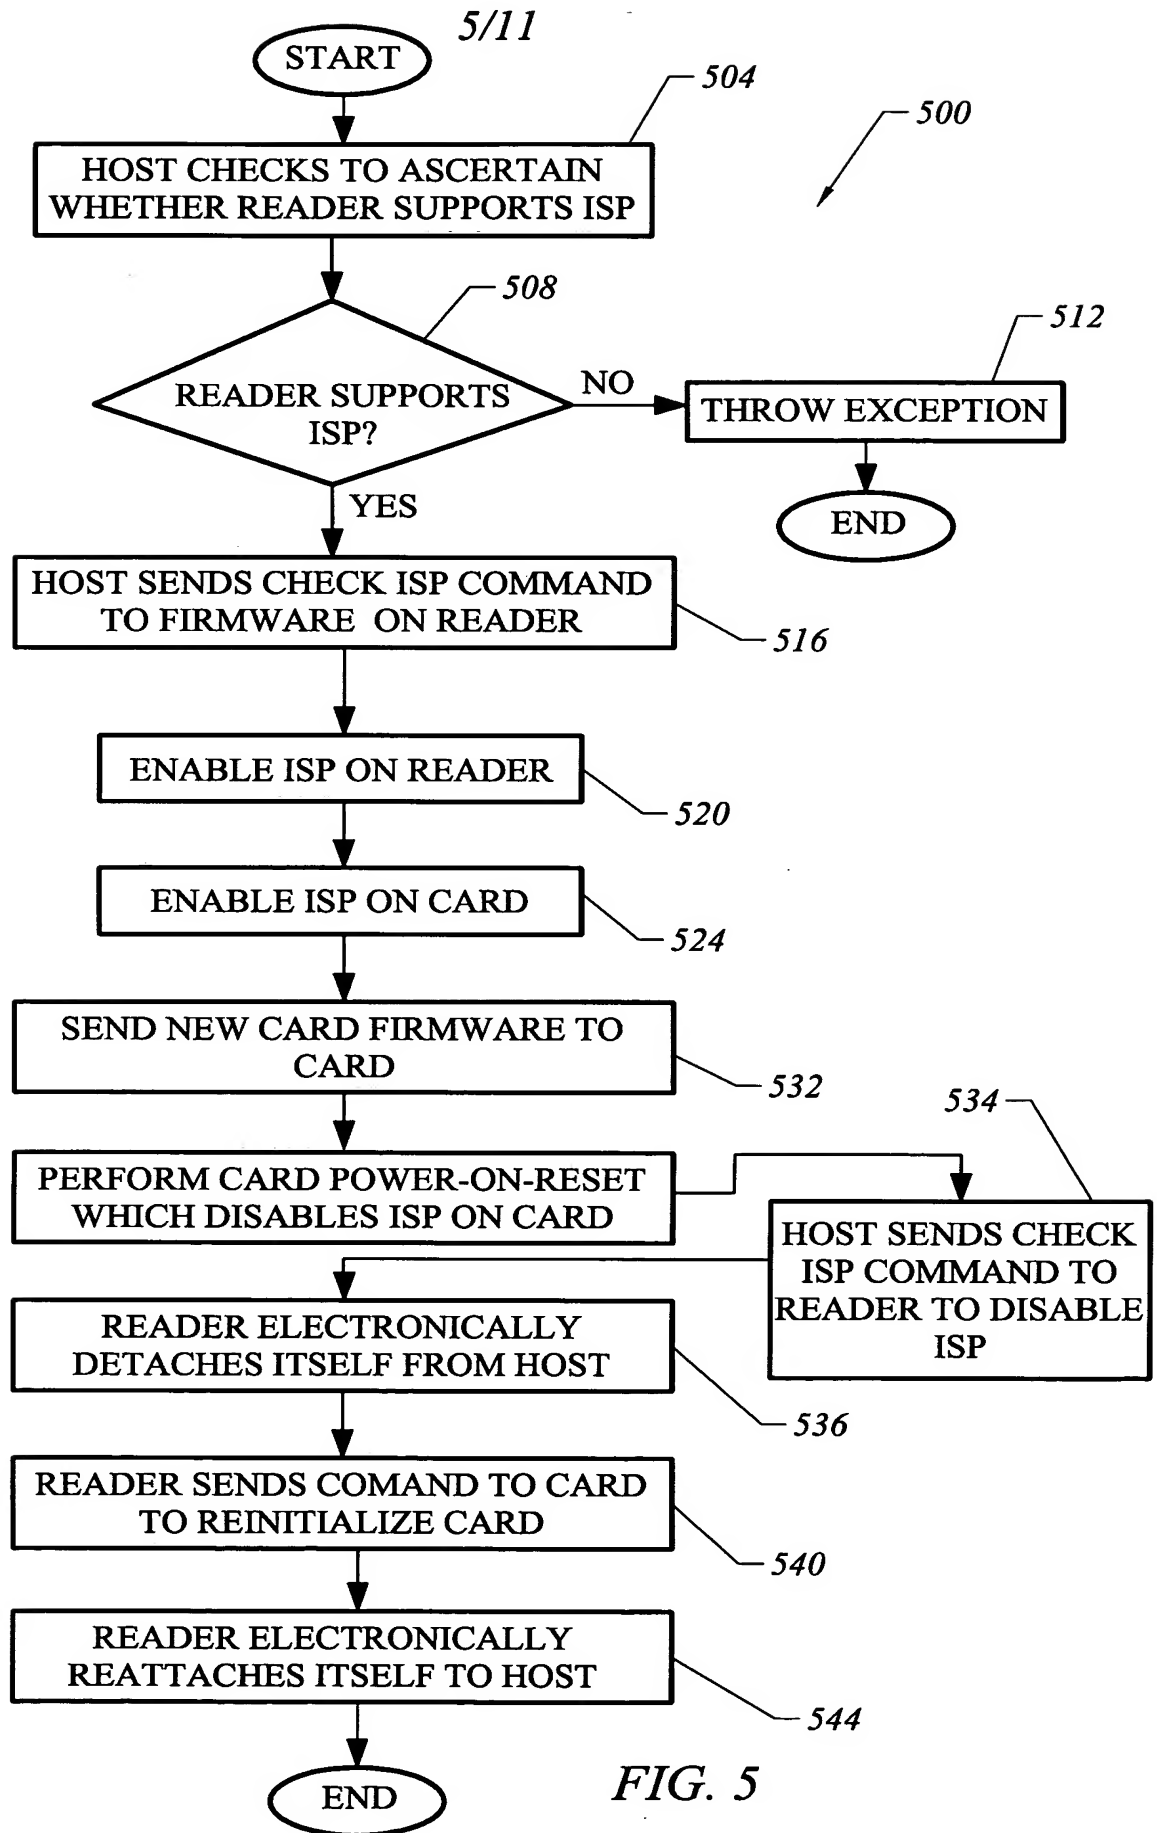 5/11
START
504
500
HOST CHECKS TO ASCERTAIN
WHETHER READER SUPPORTS ISP
508
512
READER SUPPORTS
ISP?
NO
THROW EXCEPTION
YES
END
HOST SENDS CHECK ISP COMMAND
TO FIRMWARE ON READER
516
ENABLE ISP ON READER
520
ENABLE ISP ON CARD
524
SEND NEW CARD FIRMWARE TO
CARD
532
534
PERFORM CARD POWER-ON-RESET
WHICH DISABLES ISP ON CARD
HOST SENDS CHECK
ISP COMMAND TO
READER TO DISABLE
ISP
READER ELECTRONICALLY
DETACHES ITSELF FROM HOST
536
READER SENDS COMAND TO CARD
TO REINITIALIZE CARD
540
READER ELECTRONICALLY
REATTACHES ITSELF TO HOST
544
END
FIG. 5